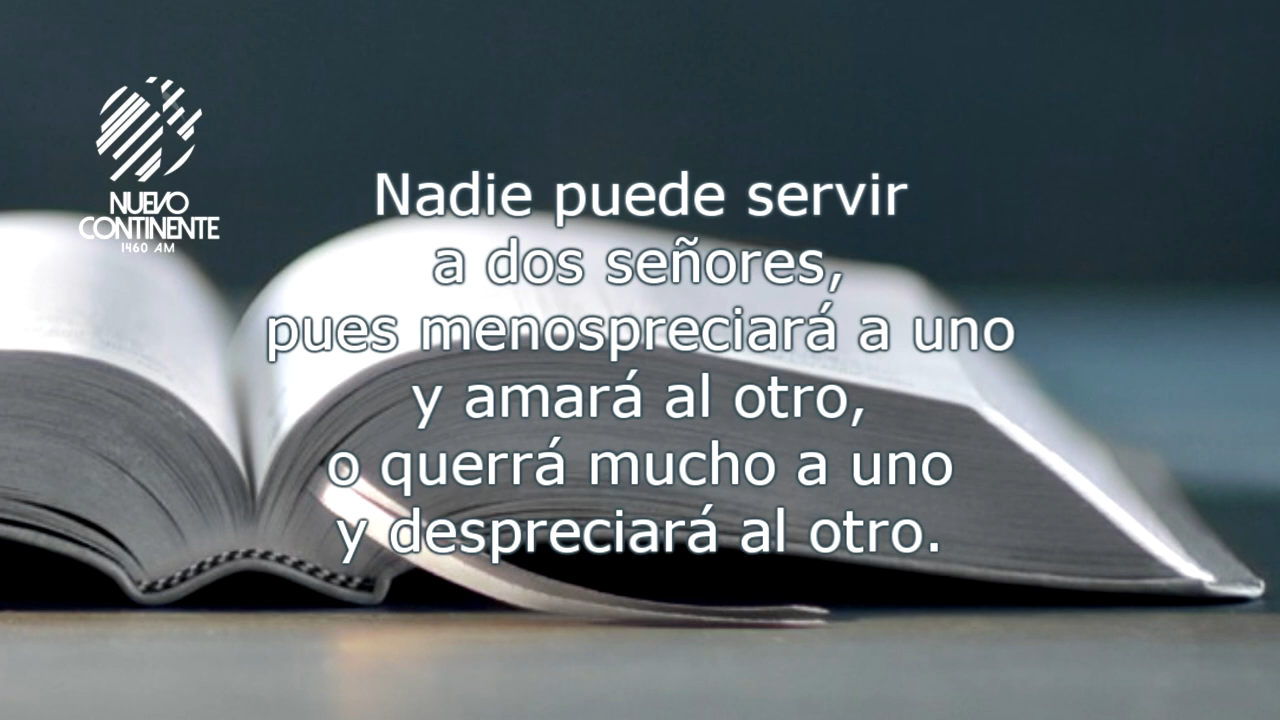 NUEVO
CONTINENTE
1460 AM
Nadie puede servir
a dos señores,
pues menospreciará a uno
y amará al otro,
o querrá mucho a uno
y despreciará al otro.